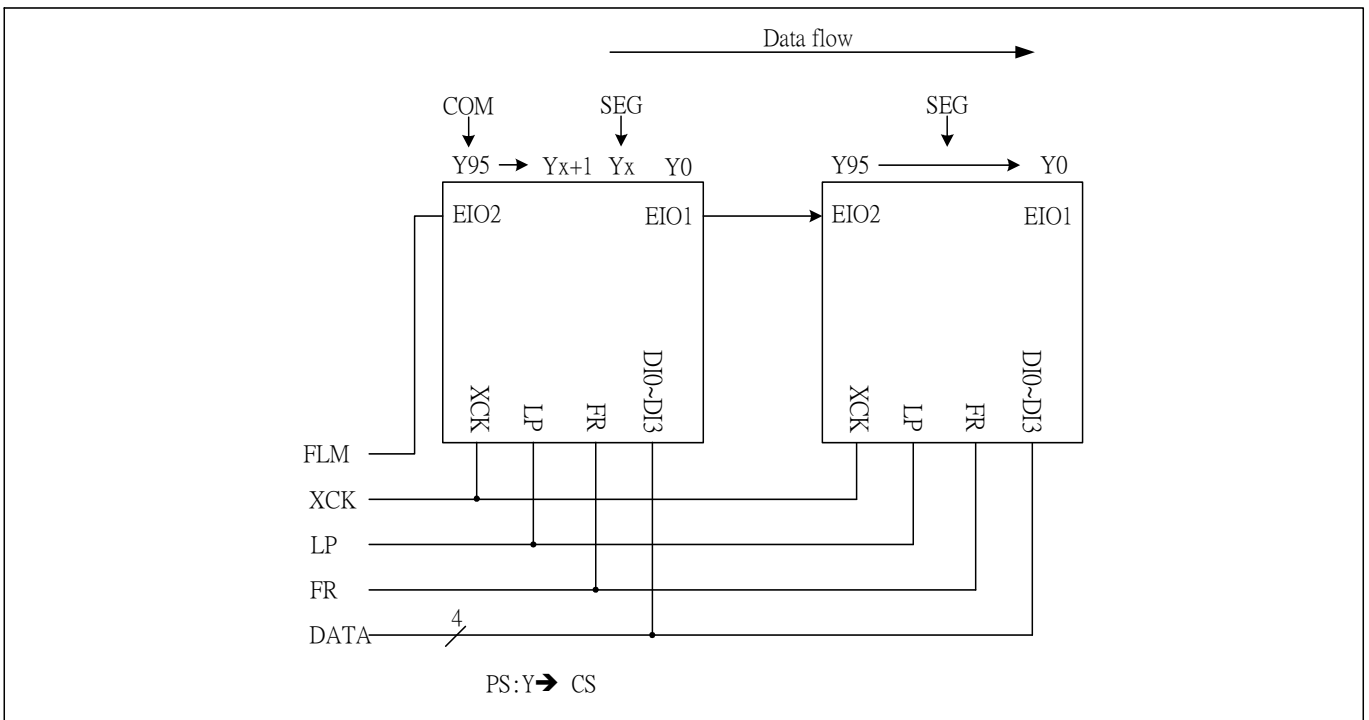 Data flow
COM SEG SEG
Y95 → Yx+1 Yx Y0 Y95 → Y0
EIO2 EIO1 EIO2 EIO1
XCK LP FR DI0~DI3 XCK LP FR DI0~DI3
FLM
XCK
LP
FR
4
DATA
PS:Y➔ CS